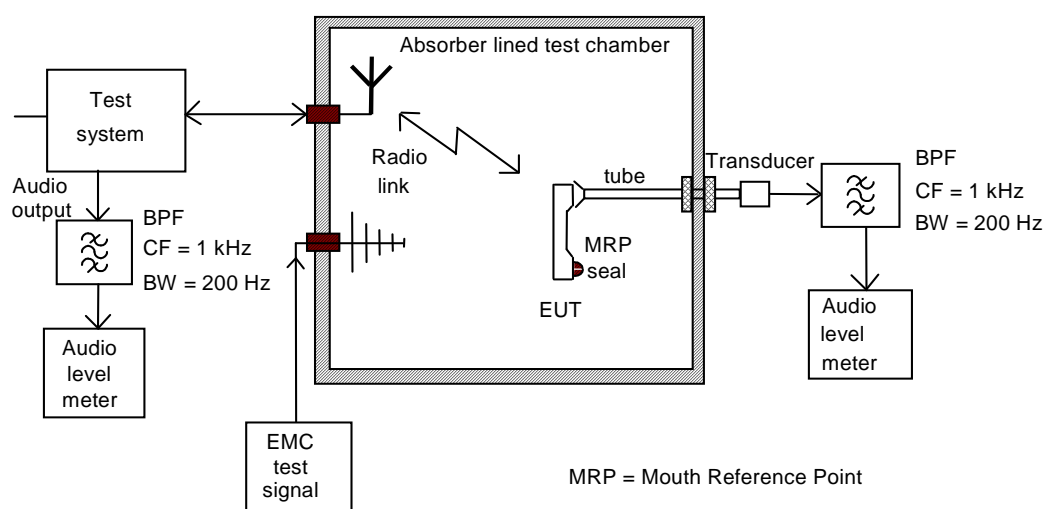 Absorber lined test chamber
Test
system
Radio
link
Audio
output
BPF
CF = 1 kHz
BW = 200 Hz
Audio
level
meter
EMC
test
signal
tube
Transducer
MRP
seal
EUT
BPF
CF = 1 kHz
BW = 200 Hz
Audio
level
meter
MRP = Mouth Reference Point